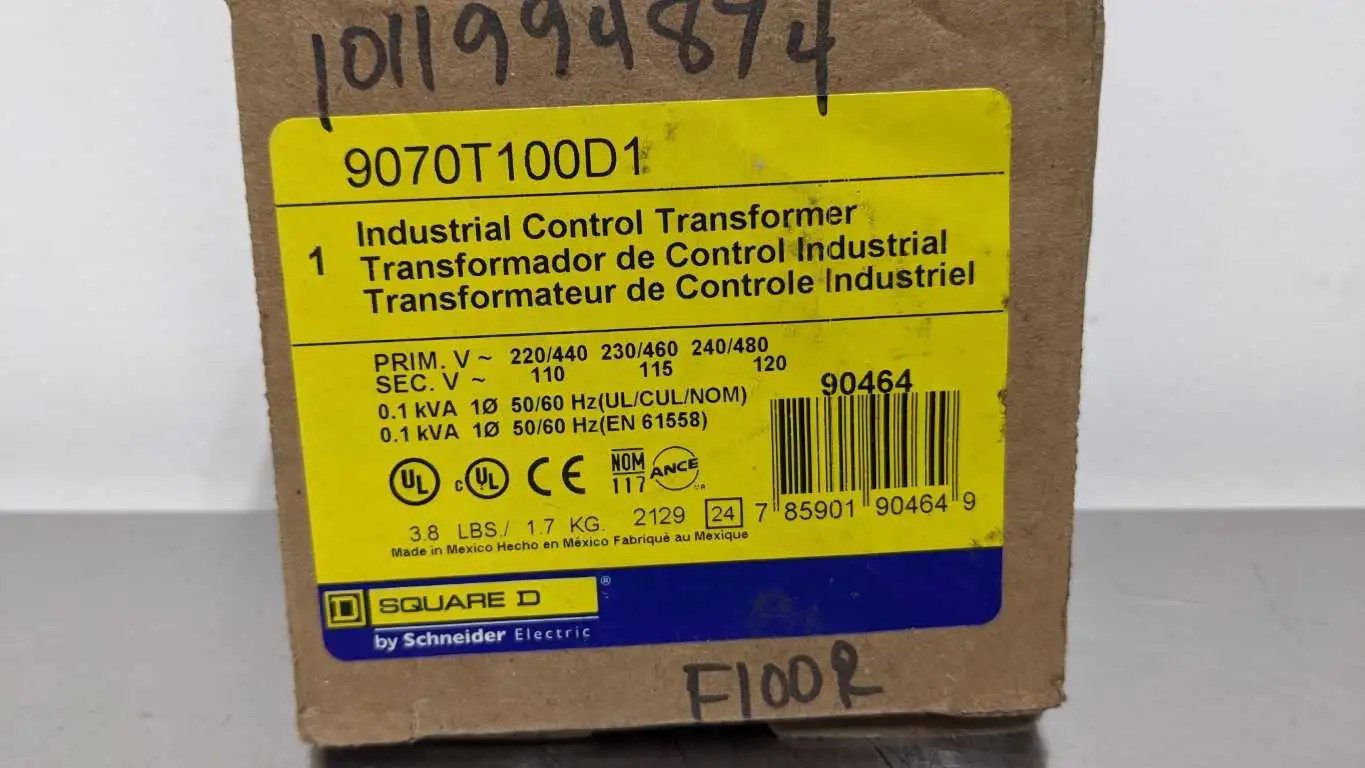 1011994874
9070T100D1
1
Industrial Control Transformer
Transformador de Control Industrial
Transformateur de Controle Industriel
PRIM. V ~ 220/440 230/460 240/480
SEC. V ~ 110 115 120
0.1 kVA 1Ø 50/60 Hz(UL/CUL/NOM)
0.1 kVA 1Ø 50/60 Hz(EN 61558)
90464
UL c UL CE NOM 117 ANCE
3.8 LBS./ 1.7 KG. 2129 24
7 85901 90464 9
Made in Mexico Hecho en México Fabriqué au Mexique
D SQUARE D ®
by Schneider Electric
F100R